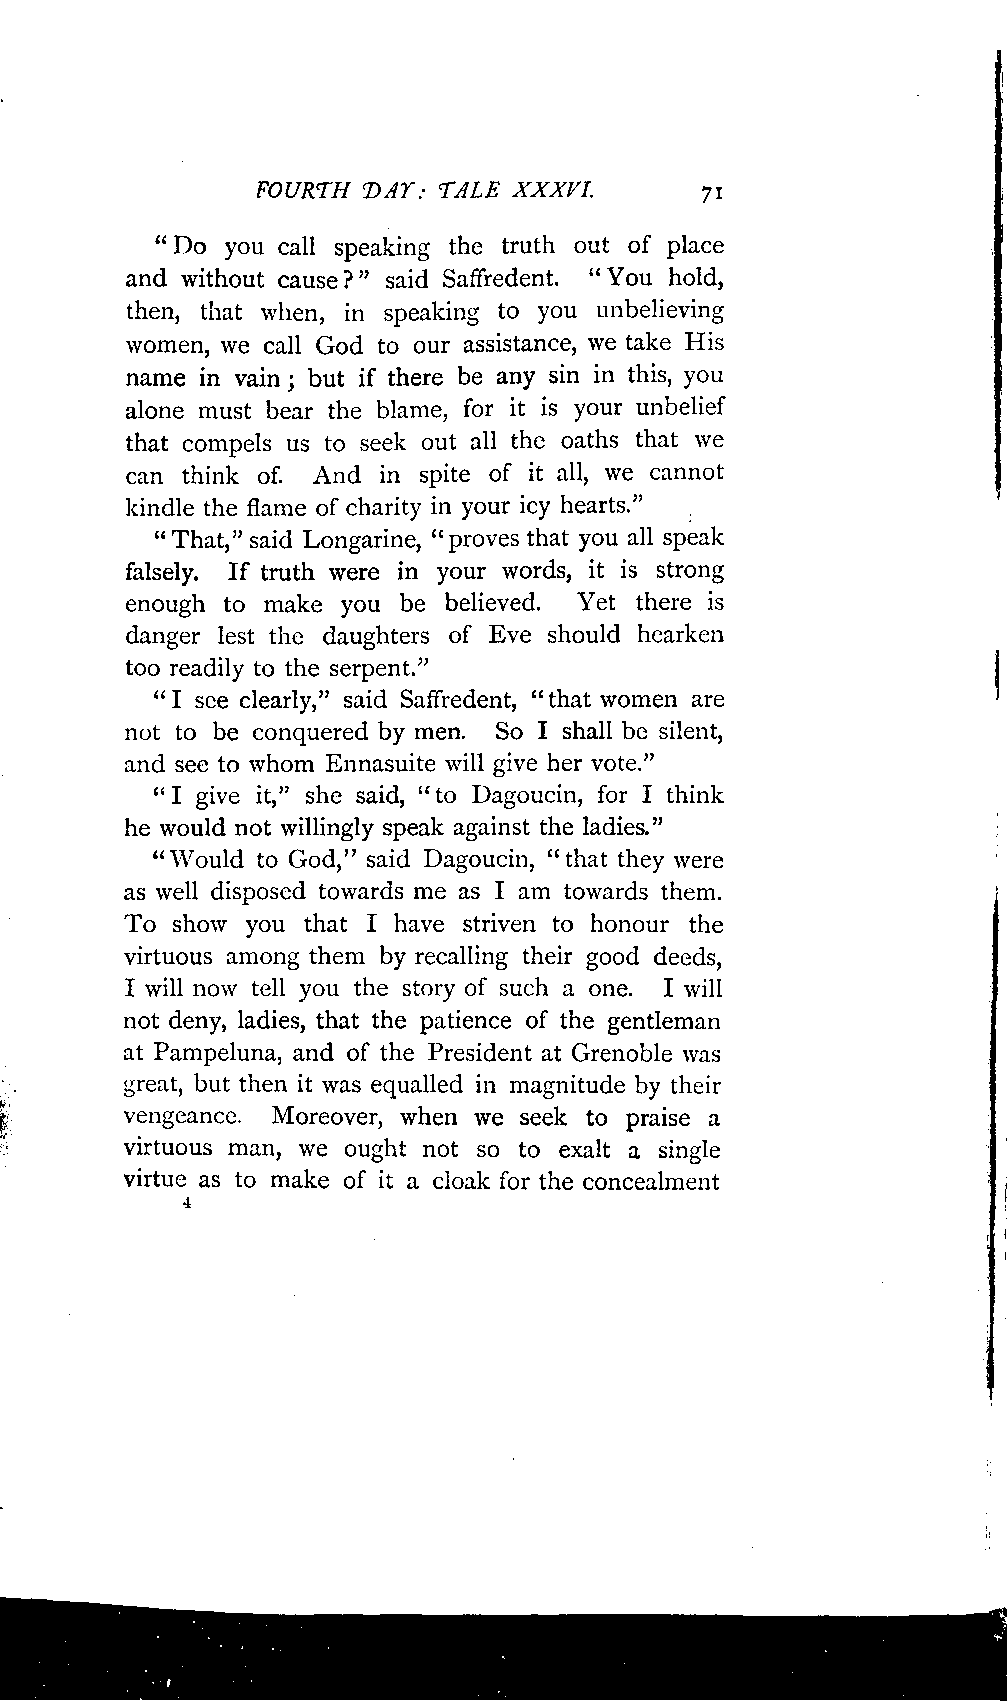 FOURTH DAY: TALE XXXVI. 71
"Do you call speaking the truth out of place
and without cause?" said Saffredent. "You hold,
then, that when, in speaking to you unbelieving
women, we call God to our assistance, we take His
name in vain; but if there be any sin in this, you
alone must bear the blame, for it is your unbelief
that compels us to seek out all the oaths that we
can think of. And in spite of it all, we cannot
kindle the flame of charity in your icy hearts."
"That," said Longarine, "proves that you all speak
falsely. If truth were in your words, it is strong
enough to make you be believed. Yet there is
danger lest the daughters of Eve should hearken
too readily to the serpent."
"I see clearly," said Saffredent, "that women are
not to be conquered by men. So I shall be silent,
and see to whom Ennasuite will give her vote."
"I give it," she said, "to Dagoucin, for I think
he would not willingly speak against the ladies."
"Would to God," said Dagoucin, "that they were
as well disposed towards me as I am towards them.
To show you that I have striven to honour the
virtuous among them by recalling their good deeds,
I will now tell you the story of such a one. I will
not deny, ladies, that the patience of the gentleman
at Pampeluna, and of the President at Grenoble was
great, but then it was equalled in magnitude by their
vengeance. Moreover, when we seek to praise a
virtuous man, we ought not so to exalt a single
virtue as to make of it a cloak for the concealment
4